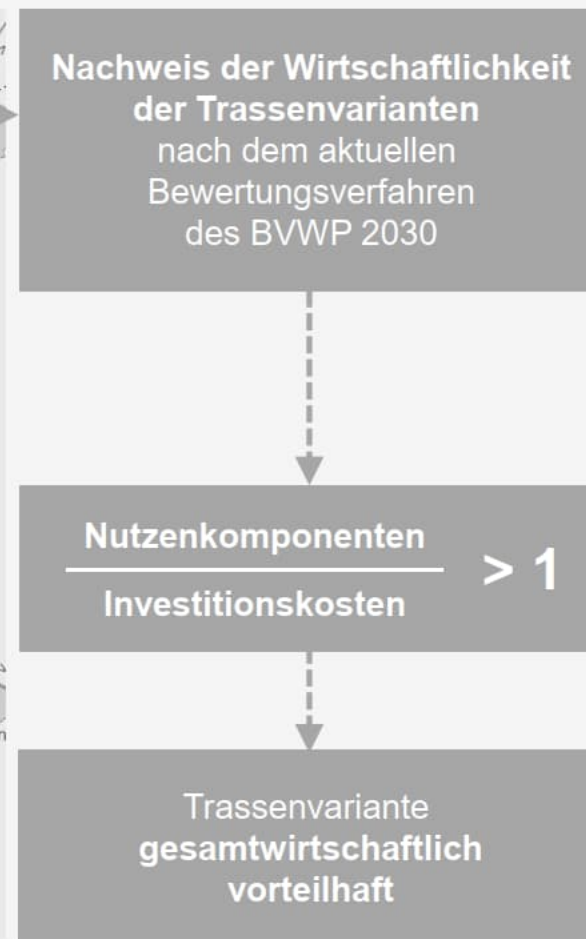 Nachweis der Wirtschaftlichkeit
der Trassenvarianten
nach dem aktuellen
Bewertungsverfahren
des BVWP 2030
Nutzenkomponenten
Investitionskosten
> 1
Trassenvariante
gesamtwirtschaftlich
vorteilhaft